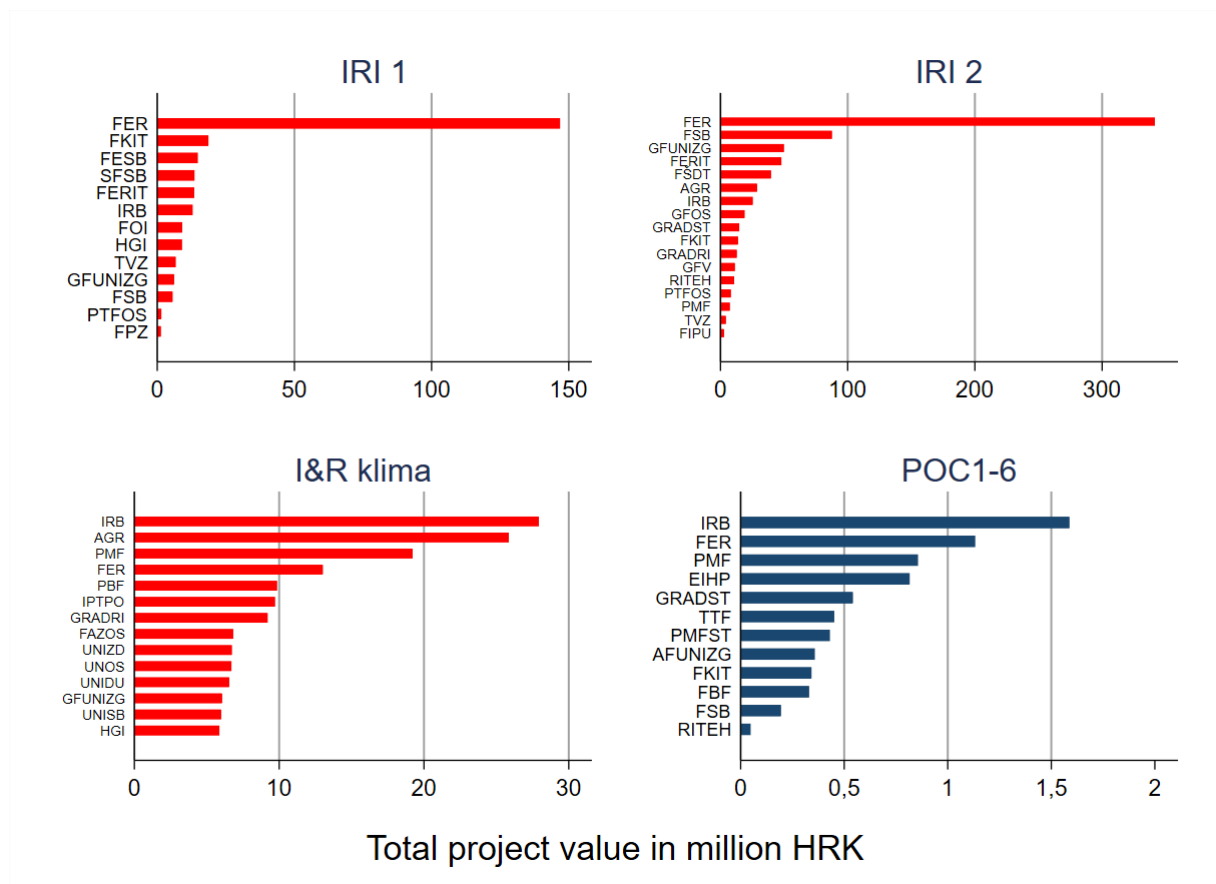 IRI 1
FER
FKIT
FESB
SFSB
FERIT
IRB
FOI
HGI
TVZ
GFUNIZG
FSB
PTFOS
FPZ
0 50 100 150
IRI 2
FER
FSB
GFUNIZG
FERIT
FŠDT
AGR
IRB
GFOS
GRADST
FKIT
GRADRI
GFV
RITEH
PTFOS
PMF
TVZ
FIPU
0 100 200 300
I&R klima
IRB
AGR
PMF
FER
PBF
IPTPO
GRADRI
FAZOS
UNIZD
UNOS
UNIDU
GFUNIZG
UNISB
HGI
0 10 20 30
POC1-6
IRB
FER
PMF
EIHP
GRADST
TTF
PMFST
AFUNIZG
FKIT
FBF
FSB
RITEH
0 0,5 1 1,5 2
Total project value in million HRK